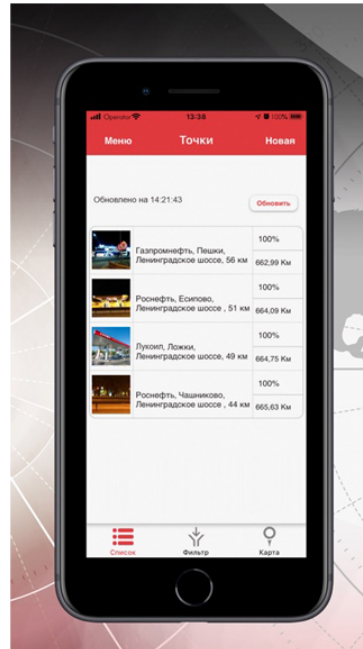 Operator 13:38 100%
Меню Точки Новая
Обновлено на 14:21:43 Обновить
Газпромнефть, Пешки,
Ленинградское шоссе, 56 км
100%
662,99 Км
Роснефть, Есипово,
Ленинградское шоссе , 51 км
100%
664,09 Км
Лукоил, Ложки,
Ленинградское шоссе, 49 км
100%
664,75 Км
Роснефть, Чашниково,
Ленинградское шоссе , 44 км
100%
665,63 Км
Список Фильтр Карта